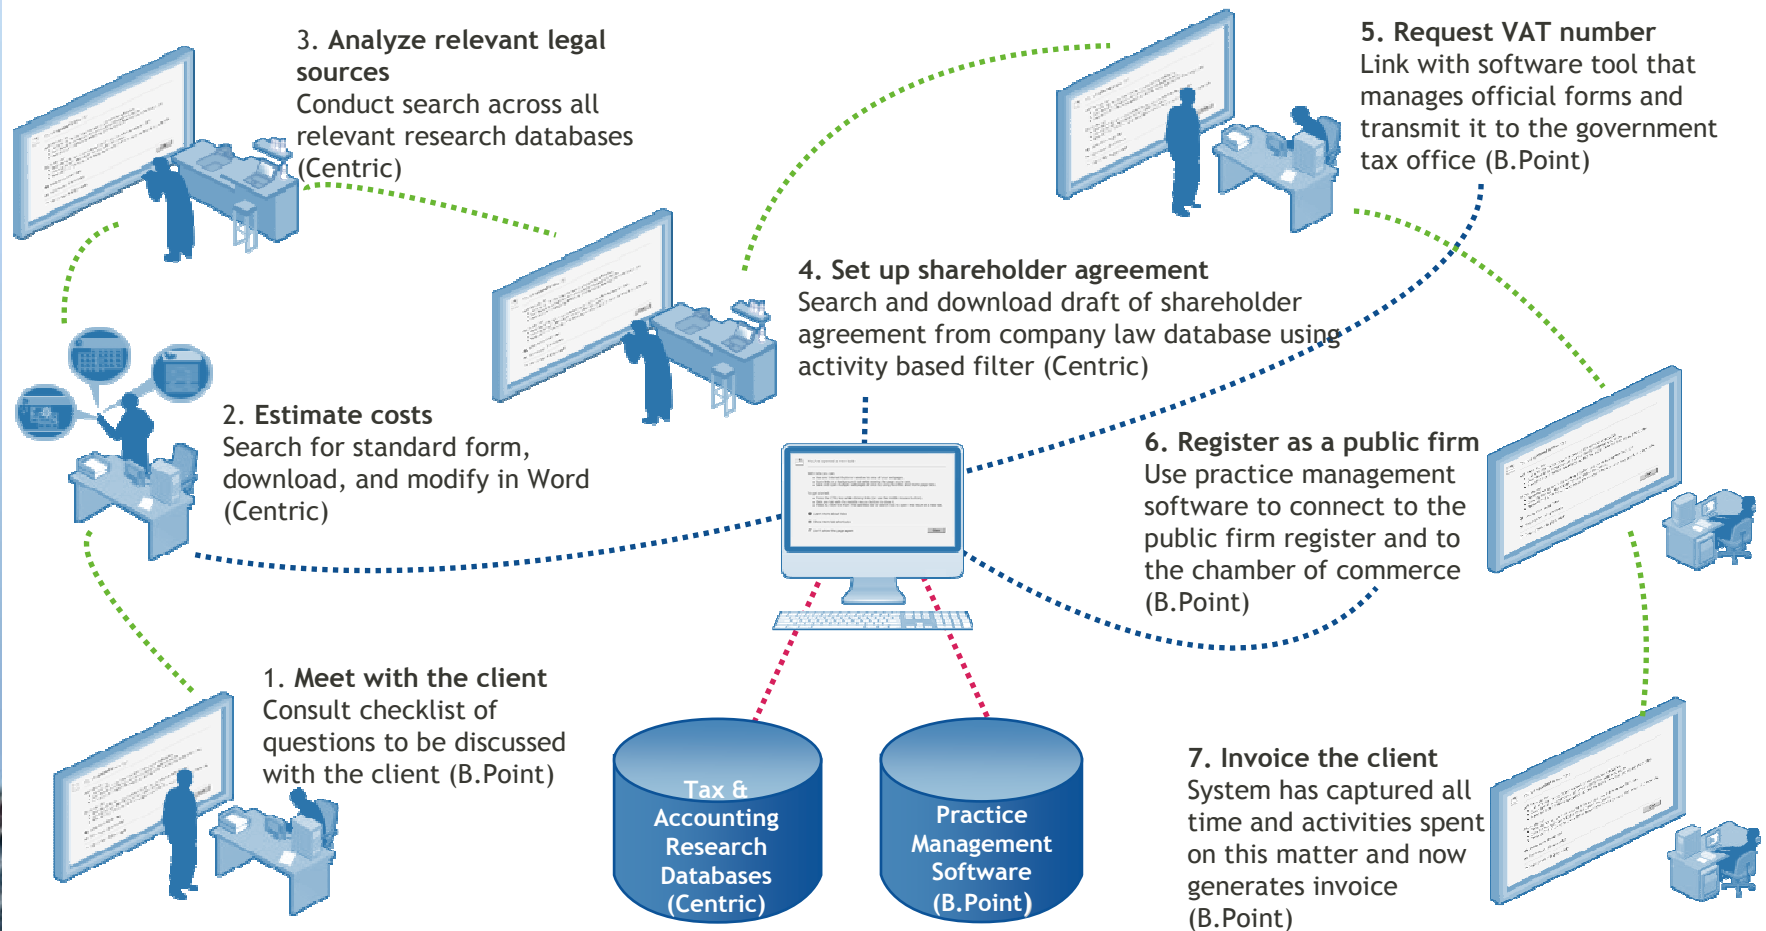 3. Analyze relevant legal
sources
Conduct search across all
relevant research databases
(Centric)
5. Request VAT number
Link with software tool that
manages official forms and
transmit it to the government
tax office (B.Point)
4. Set up shareholder agreement
Search and download draft of shareholder
agreement from company law database using
activity based filter (Centric)
2. Estimate costs
Search for standard form,
download, and modify in Word
(Centric)
6. Register as a public firm
Use practice management
software to connect to the
public firm register and to
the chamber of commerce
(B.Point)
1. Meet with the client
Consult checklist of
questions to be discussed
with the client (B.Point)
Tax &
Accounting
Research
Databases
(Centric)
Practice
Management
Software
(B.Point)
7. Invoice the client
System has captured all
time and activities spent
on this matter and now
generates invoice
(B.Point)